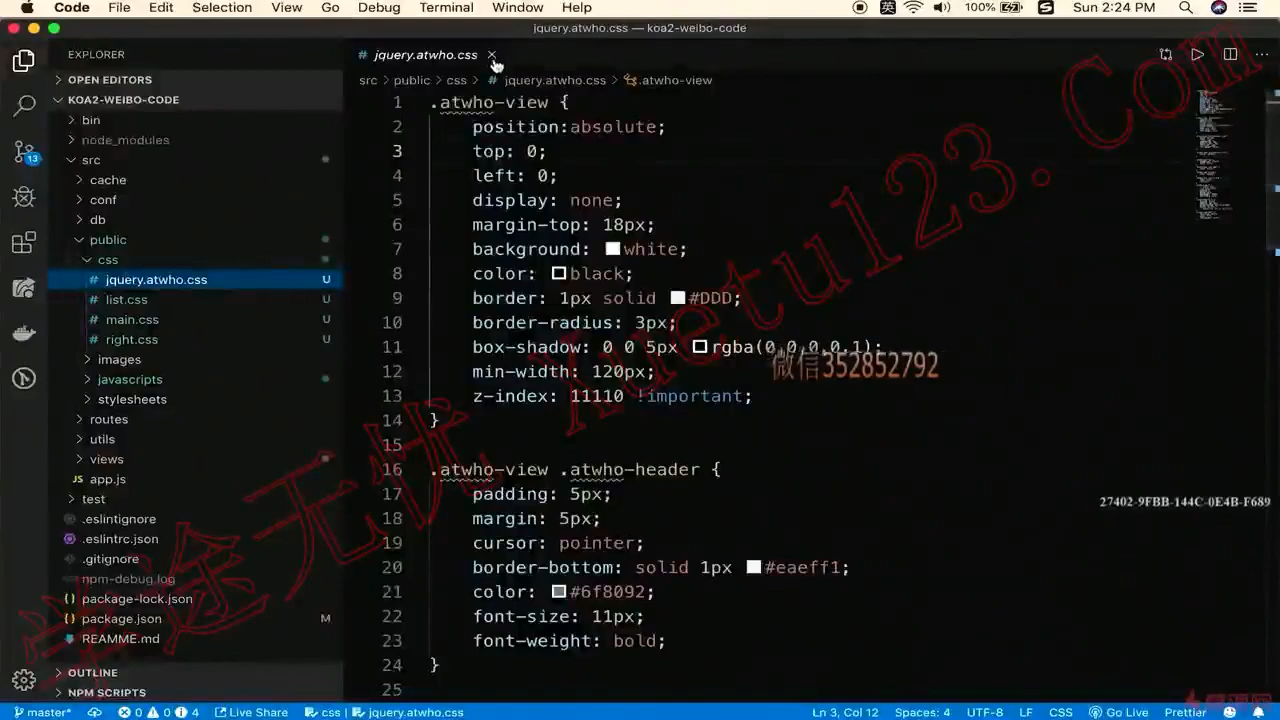 Code File Edit Selection View Go Debug Terminal Window Help 英 100% Sun 2:24 PM
jquery.atwho.css — koa2-weibo-code
EXPLORER
OPEN EDITORS
KOA2-WEIBO-CODE
bin
node_modules
src
cache
conf
db
public
css
# jquery.atwho.css U
# list.css U
# main.css U
# right.css U
images
javascripts
stylesheets
routes
utils
views
JS app.js
test
.eslintignore
.eslintrc.json
.gitignore
npm-debug.log
{} package-lock.json
{} package.json M
REAMME.md
OUTLINE
NPM SCRIPTS
13
# jquery.atwho.css ×
src > public > css > # jquery.atwho.css > .atwho-view
1 .atwho-view {
2 position:absolute;
3 top: 0;
4 left: 0;
5 display: none;
6 margin-top: 18px;
7 background: white;
8 color: black;
9 border: 1px solid #DDD;
10 border-radius: 3px;
11 box-shadow: 0 0 5px rgba(0,0,0,0.1);
12 min-width: 120px;
13 z-index: 11110 !important;
14 }
15
16 .atwho-view .atwho-header {
17 padding: 5px;
18 margin: 5px;
19 cursor: pointer;
20 border-bottom: solid 1px #eaeff1;
21 color: #6f8092;
22 font-size: 11px;
23 font-weight: bold;
24 }
25
学途无忧 Xuetu123.Com
微信352852792
27402-9FBB-144C-0E4B-F689
master* 0 0 4 Live Share css jquery.atwho.css Ln 3, Col 12 Spaces: 4 UTF-8 LF CSS Go Live Prettier